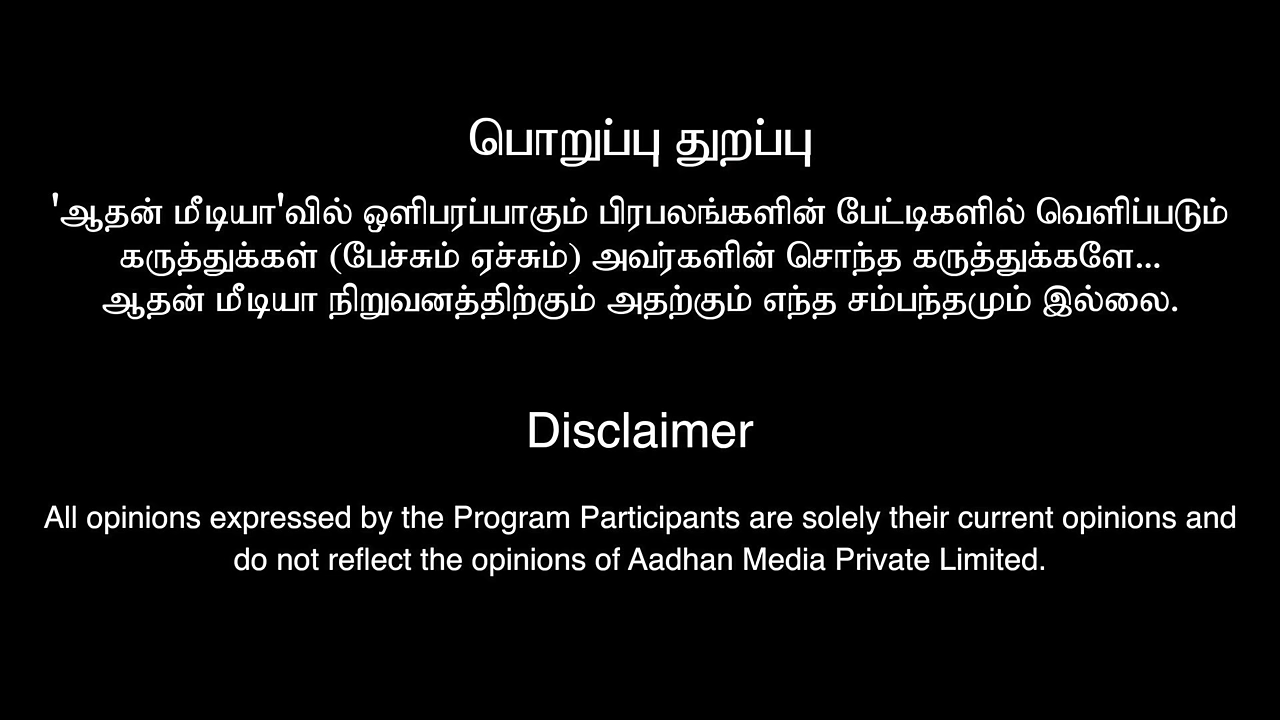 பொறுப்பு துறப்பு
'ஆதன் மீடியா'வில் ஒளிபரப்பாகும் பிரபலங்களின் பேட்டிகளில் வெளிப்படும்
கருத்துக்கள் (பேச்சும் ஏச்சும்) அவர்களின் சொந்த கருத்துக்களே...
ஆதன் மீடியா நிறுவனத்திற்கும் அதற்கும் எந்த சம்பந்தமும் இல்லை.
Disclaimer
All opinions expressed by the Program Participants are solely their current opinions and
do not reflect the opinions of Aadhan Media Private Limited.